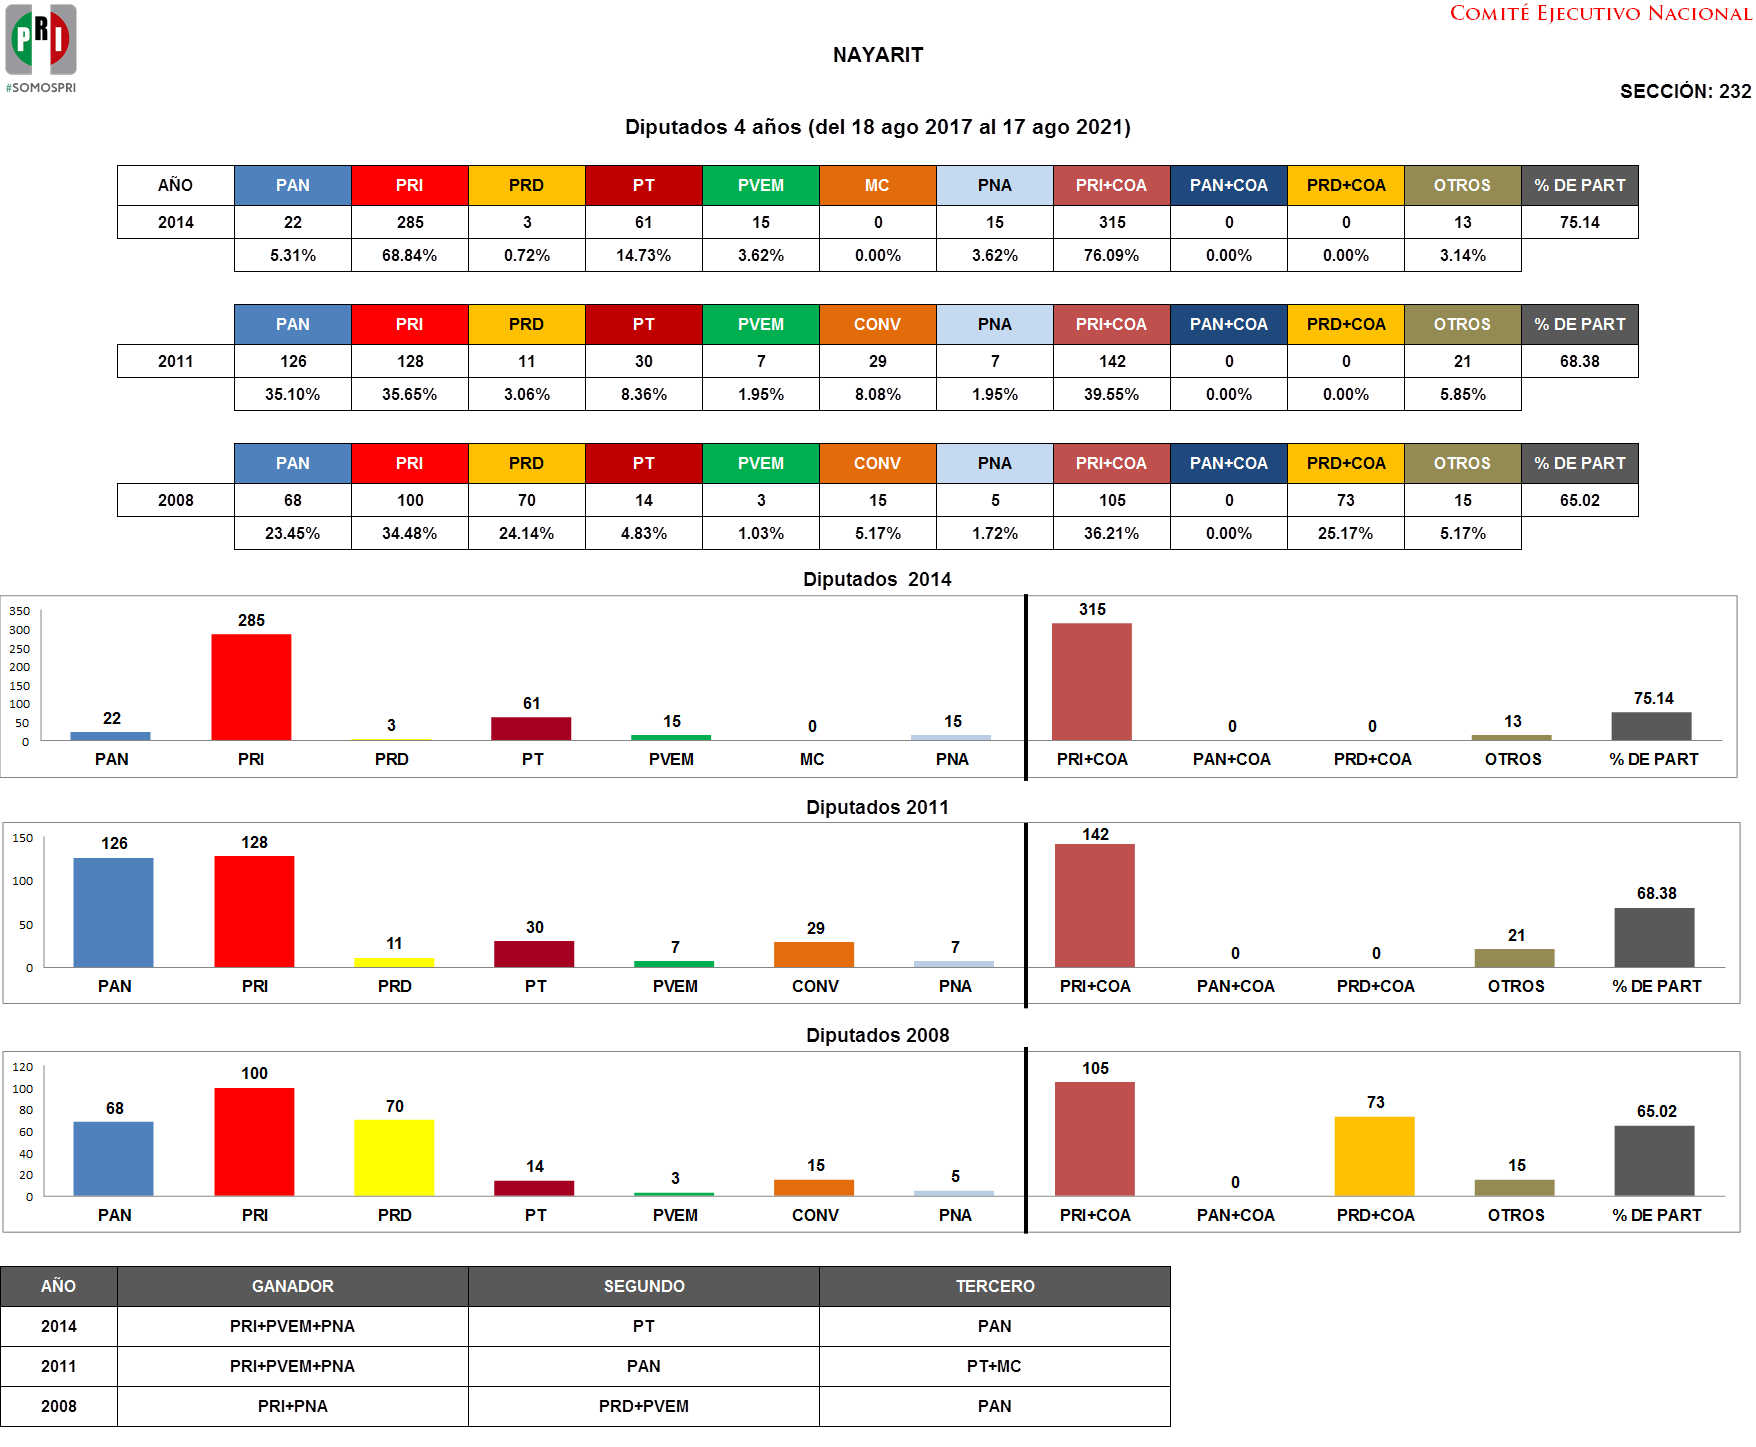 PRI
#SOMOSPRI
COMITÉ EJECUTIVO NACIONAL
NAYARIT
SECCIÓN: 232
Diputados 4 años (del 18 ago 2017 al 17 ago 2021)
AÑO PAN PRI PRD PT PVEM MC PNA PRI+COA PAN+COA PRD+COA OTROS % DE PART
2014 22 285 3 61 15 0 15 315 0 0 13 75.14
5.31% 68.84% 0.72% 14.73% 3.62% 0.00% 3.62% 76.09% 0.00% 0.00% 3.14%
PAN PRI PRD PT PVEM CONV PNA PRI+COA PAN+COA PRD+COA OTROS % DE PART
2011 126 128 11 30 7 29 7 142 0 0 21 68.38
35.10% 35.65% 3.06% 8.36% 1.95% 8.08% 1.95% 39.55% 0.00% 0.00% 5.85%
PAN PRI PRD PT PVEM CONV PNA PRI+COA PAN+COA PRD+COA OTROS % DE PART
2008 68 100 70 14 3 15 5 105 0 73 15 65.02
23.45% 34.48% 24.14% 4.83% 1.03% 5.17% 1.72% 36.21% 0.00% 25.17% 5.17%
Diputados 2014
350
300
250
200
150
100
50
0
22 285 3 61 15 0 15 315 0 0 13 75.14
PAN PRI PRD PT PVEM MC PNA PRI+COA PAN+COA PRD+COA OTROS % DE PART
Diputados 2011
150
100
50
0
126 128 11 30 7 29 7 142 0 0 21 68.38
PAN PRI PRD PT PVEM CONV PNA PRI+COA PAN+COA PRD+COA OTROS % DE PART
Diputados 2008
120
100
80
60
40
20
0
68 100 70 14 3 15 5 105 0 73 15 65.02
PAN PRI PRD PT PVEM CONV PNA PRI+COA PAN+COA PRD+COA OTROS % DE PART
AÑO GANADOR SEGUNDO TERCERO
2014 PRI+PVEM+PNA PT PAN
2011 PRI+PVEM+PNA PAN PT+MC
2008 PRI+PNA PRD+PVEM PAN